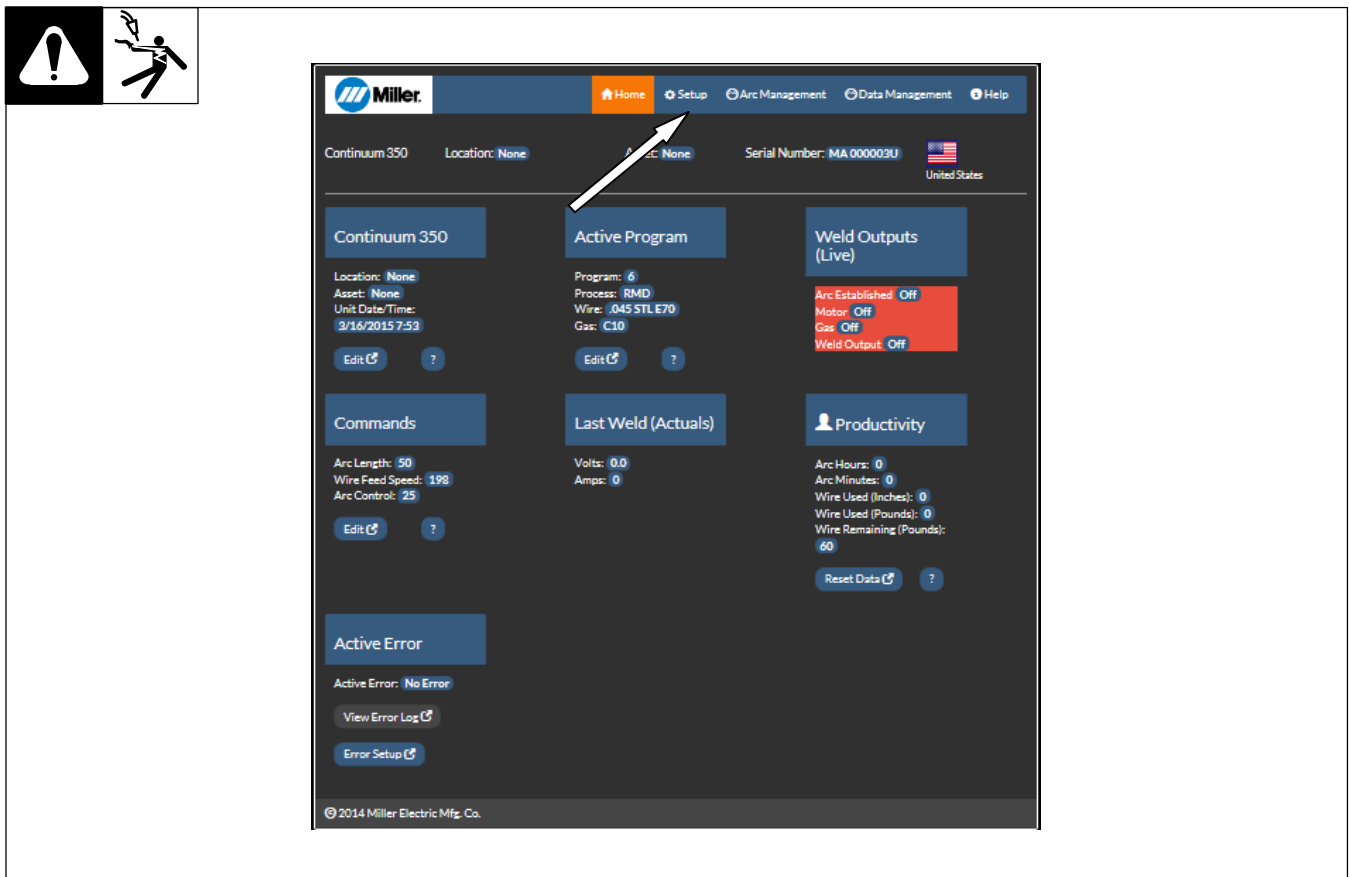 Miller.
Home Setup Arc Management Data Management Help
Continuum 350 Location: None None Serial Number: MA 000003U
United States
Continuum 350
Location: None
Asset: None
Unit Date/Time:
3/16/2015 7:53
Edit ?
Active Program
Program: 6
Process: RMD
Wire: .045 STL E70
Gas: C10
Edit ?
Weld Outputs
(Live)
Arc Established Off
Motor Off
Gas Off
Weld Output Off
Commands
Arc Length: 50
Wire Feed Speed: 198
Arc Control: 25
Edit ?
Last Weld (Actuals)
Volts: 0.0
Amps: 0
Productivity
Arc Hours: 0
Arc Minutes: 0
Wire Used (Inches): 0
Wire Used (Pounds): 0
Wire Remaining (Pounds):
60
Reset Data ?
Active Error
Active Error: No Error
View Error Log
Error Setup
© 2014 Miller Electric Mfg. Co.